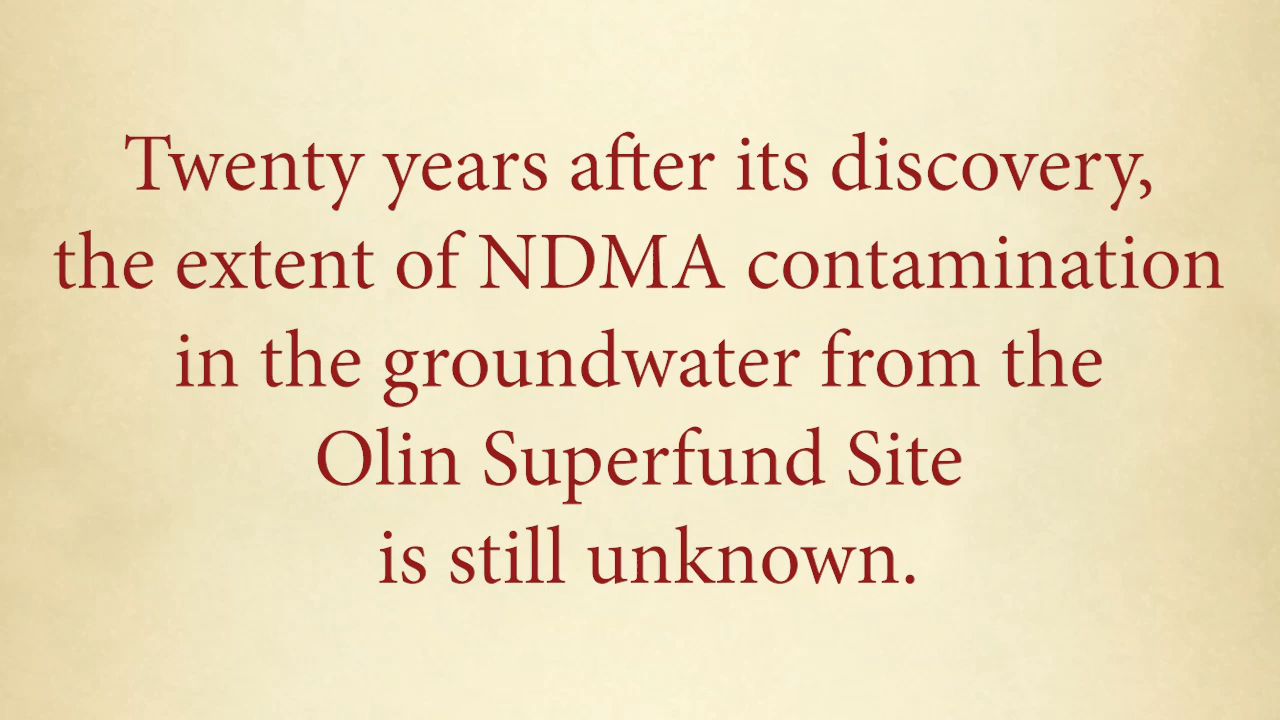 Twenty years after its discovery,
the extent of NDMA contamination
in the groundwater from the
Olin Superfund Site
is still unknown.